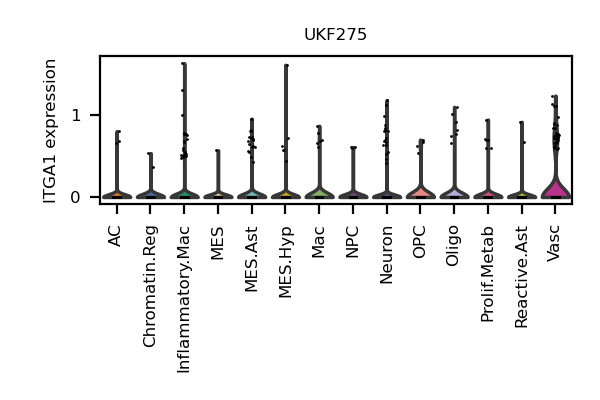 UKF275
ITGA1 expression
1
0
AC
Chromatin.Reg
Inflammatory.Mac
MES
MES.Ast
MES.Hyp
Mac
NPC
Neuron
OPC
Oligo
Prolif.Metab
Reactive.Ast
Vasc